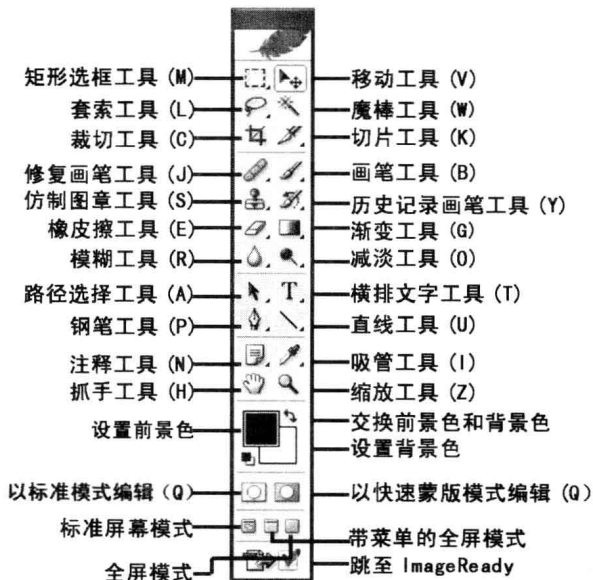 矩形选框工具 (M)
移动工具 (V)
套索工具 (L)
魔棒工具 (W)
裁切工具 (C)
切片工具 (K)
修复画笔工具 (J)
画笔工具 (B)
仿制图章工具 (S)
历史记录画笔工具 (Y)
橡皮擦工具 (E)
渐变工具 (G)
模糊工具 (R)
减淡工具 (O)
路径选择工具 (A)
横排文字工具 (T)
钢笔工具 (P)
直线工具 (U)
注释工具 (N)
吸管工具 (I)
抓手工具 (H)
缩放工具 (Z)
设置前景色
交换前景色和背景色
设置背景色
以标准模式编辑 (Q)
以快速蒙版模式编辑 (Q)
标准屏幕模式
带菜单的全屏模式
全屏模式
跳至 ImageReady